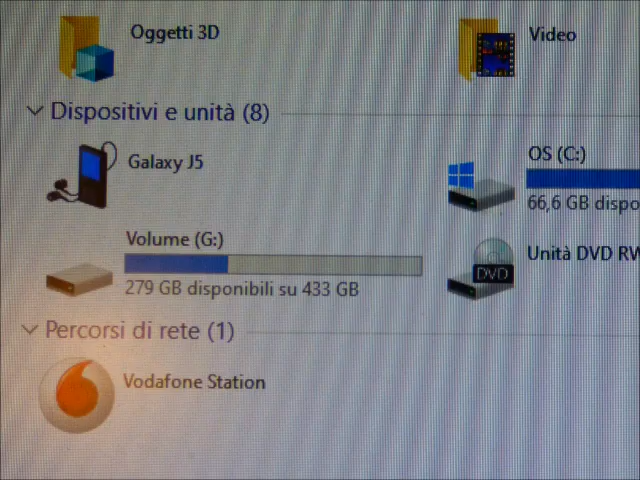 Oggetti 3D
Video
Dispositivi e unità (8)
Galaxy J5
OS (C:)
66,6 GB dispo
Volume (G:)
279 GB disponibili su 433 GB
Unità DVD RW
DVD
Percorsi di rete (1)
Vodafone Station